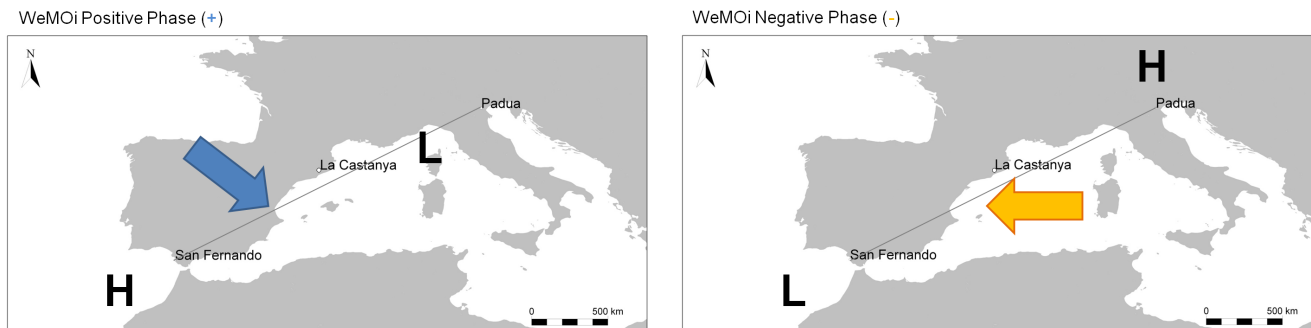 WeMOi Positive Phase (+)
N
Padua
L
La Castanya
San Fernando
H
0 500 km
WeMOi Negative Phase (-)
N
H
Padua
La Castanya
San Fernando
L
0 500 km